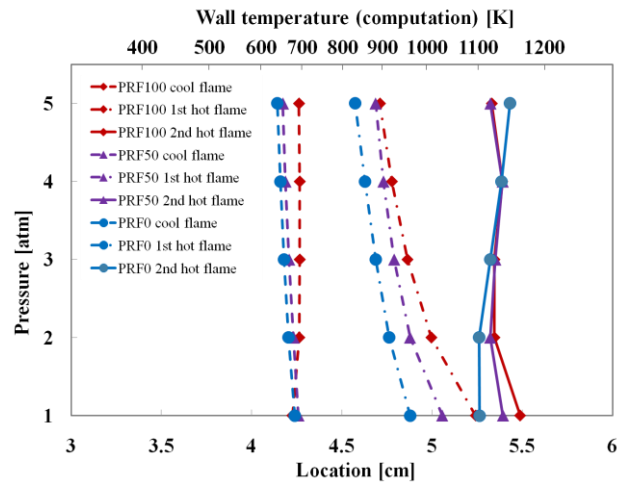 Wall temperature (computation) [K]
400 500 600 700 800 900 1000 1100 1200
5
4
3
2
1
Pressure [atm]
PRF100 cool flame
PRF100 1st hot flame
PRF100 2nd hot flame
PRF50 cool flame
PRF50 1st hot flame
PRF50 2nd hot flame
PRF0 cool flame
PRF0 1st hot flame
PRF0 2nd hot flame
3 4 4.5 5 5.5 6
Location [cm]